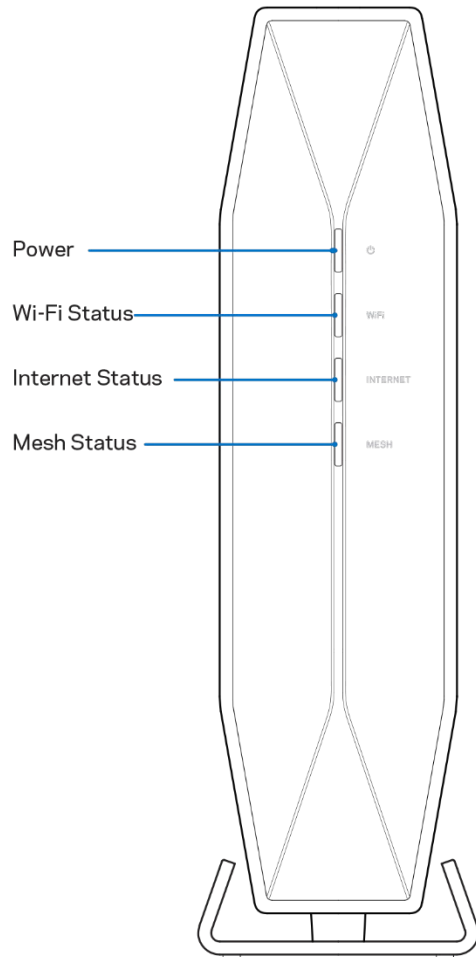 Power
Wi-Fi Status
WiFi
Internet Status
INTERNET
Mesh Status
MESH